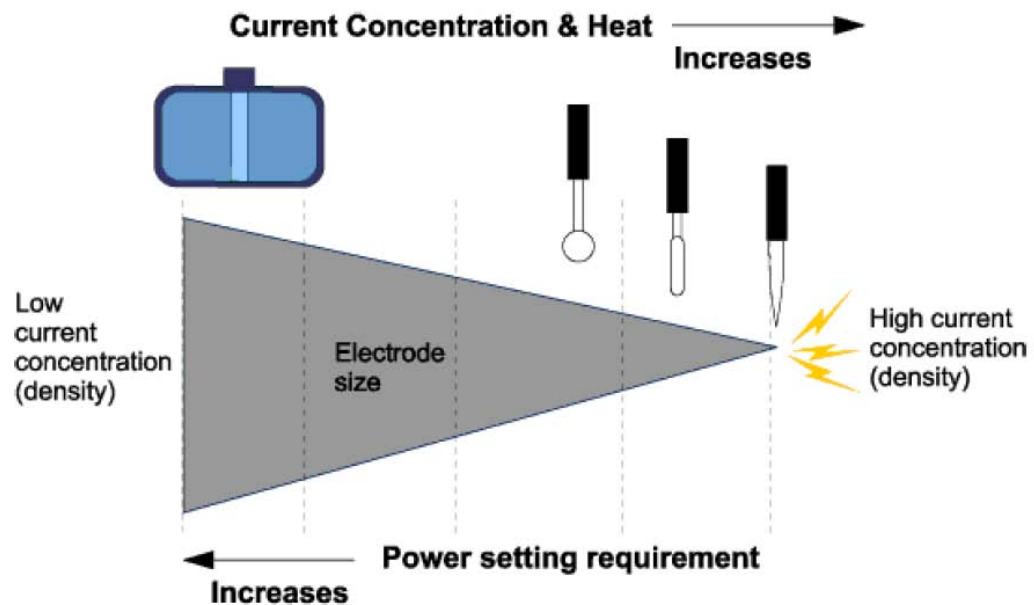 Current Concentration & Heat
Increases
Low
current
concentration
(density)
Electrode
size
High current
concentration
(density)
Power setting requirement
Increases